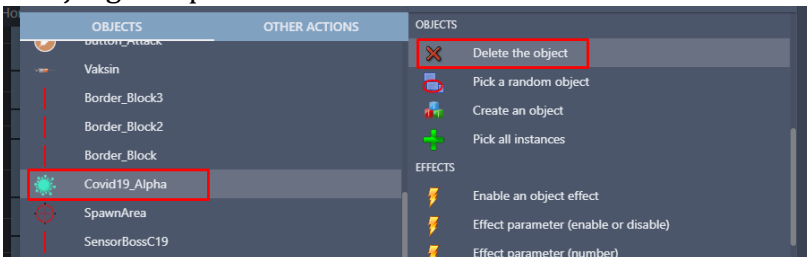 OBJECTS
OTHER ACTIONS
Button_Attack
Vaksin
Border_Block3
Border_Block2
Border_Block
Covid19_Alpha
SpawnArea
SensorBossC19
OBJECTS
Delete the object
Pick a random object
Create an object
Pick all instances
EFFECTS
Enable an object effect
Effect parameter (enable or disable)
Effect parameter (number)